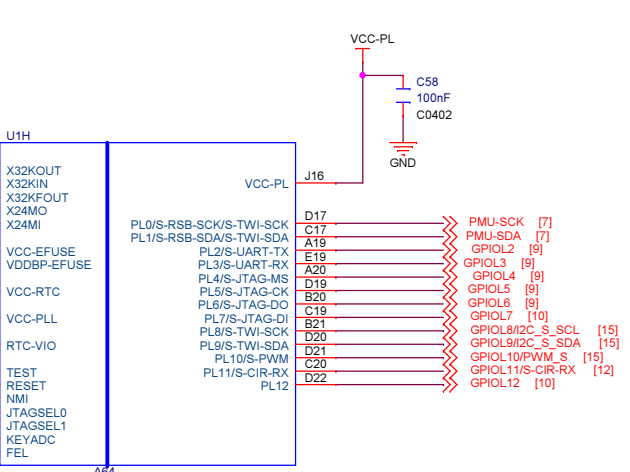 VCC-PL
C58
100nF
C0402
GND
U1H
X32KOUT
X32KIN
X32KFOUT
X24MO
X24MI
VCC-EFUSE
VDDBP-EFUSE
VCC-RTC
VCC-PLL
RTC-VIO
TEST
RESET
NMI
JTAGSEL0
JTAGSEL1
KEYADC
FEL
VCC-PL J16
PL0/S-RSB-SCK/S-TWI-SCK D17 PMU-SCK [7]
PL1/S-RSB-SDA/S-TWI-SDA C17 PMU-SDA [7]
PL2/S-UART-TX A19 GPIOL2 [9]
PL3/S-UART-RX E19 GPIOL3 [9]
PL4/S-JTAG-MS A20 GPIOL4 [9]
PL5/S-JTAG-CK D19 GPIOL5 [9]
PL6/S-JTAG-DO B20 GPIOL6 [9]
PL7/S-JTAG-DI C19 GPIOL7 [10]
PL8/S-TWI-SCK B21 GPIOL8/I2C_S_SCL [15]
PL9/S-TWI-SDA D20 GPIOL9/I2C_S_SDA [15]
PL10/S-PWM D21 GPIOL10/PWM_S [15]
PL11/S-CIR-RX C20 GPIOL11/S-CIR-RX [12]
PL12 D22 GPIOL12 [10]
A64